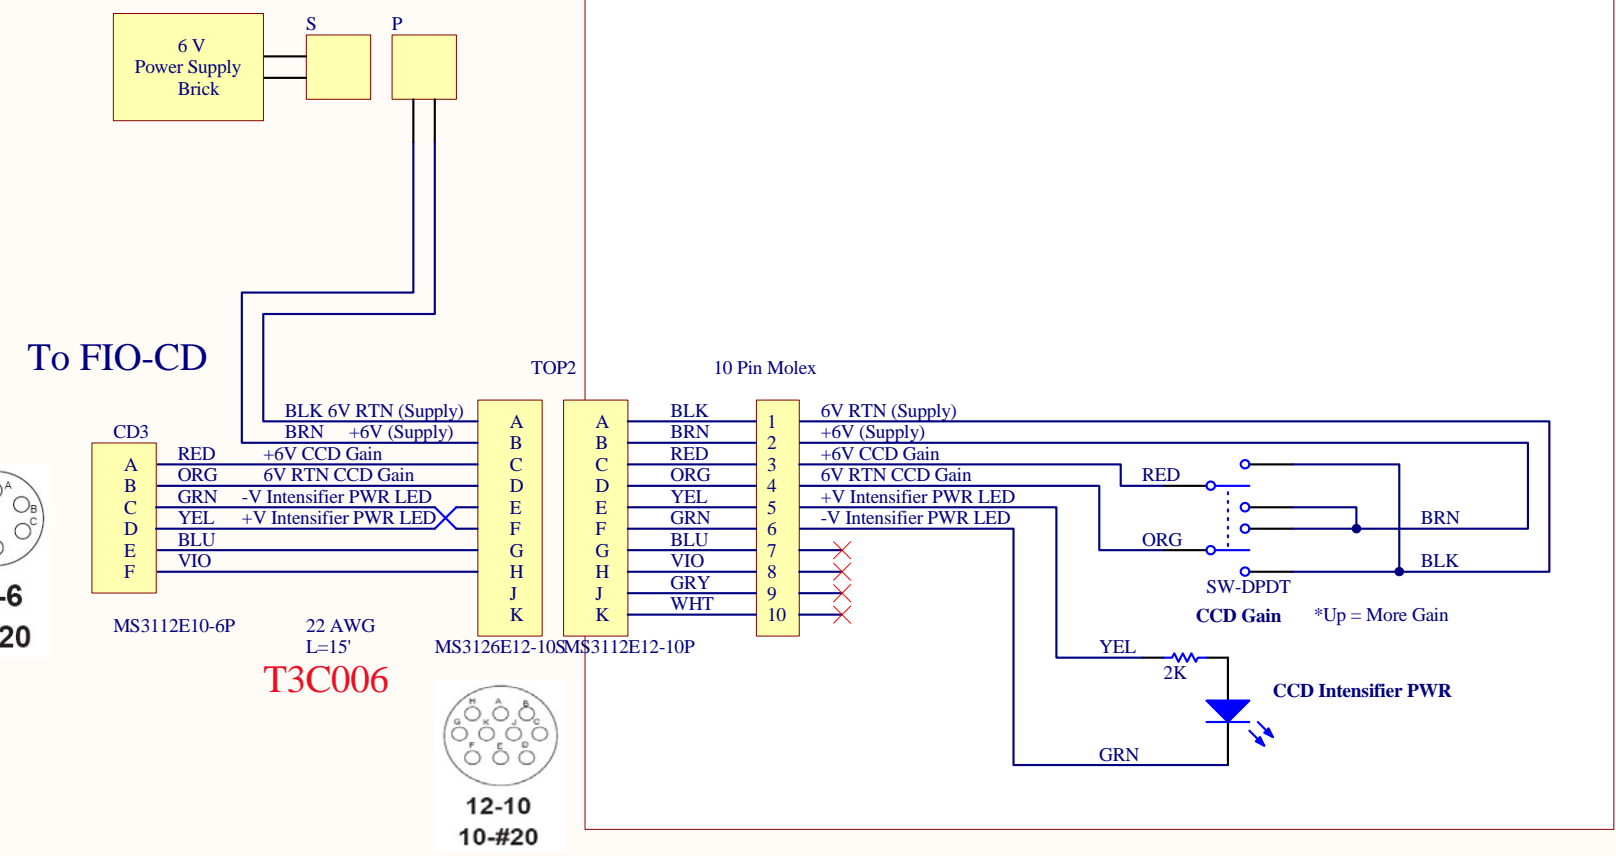 S P
6 V
Power Supply
Brick
To FIO-CD
TOP2
10 Pin Molex
BLK 6V RTN (Supply)
BRN +6V (Supply)
CD3
RED +6V CCD Gain
ORG 6V RTN CCD Gain
GRN -V Intensifier PWR LED
YEL +V Intensifier PWR LED
BLU
VIO
A
B
C
D
E
F
A
B
C
D
E
F
G
H
J
K
A
B
C
D
E
F
G
H
J
K
BLK
BRN
RED
ORG
YEL
GRN
BLU
VIO
GRY
WHT
1
2
3
4
5
6
7
8
9
10
6V RTN (Supply)
+6V (Supply)
+6V CCD Gain
6V RTN CCD Gain
+V Intensifier PWR LED
-V Intensifier PWR LED
RED
ORG
BRN
BLK
SW-DPDT
CCD Gain *Up = More Gain
YEL
2K
CCD Intensifier PWR
GRN
A
B
C
-6
20
MS3112E10-6P
22 AWG
L=15'
T3C006
MS3126E12-10S
MS3112E12-10P
H A B
G K J C
F E D
12-10
10-#20